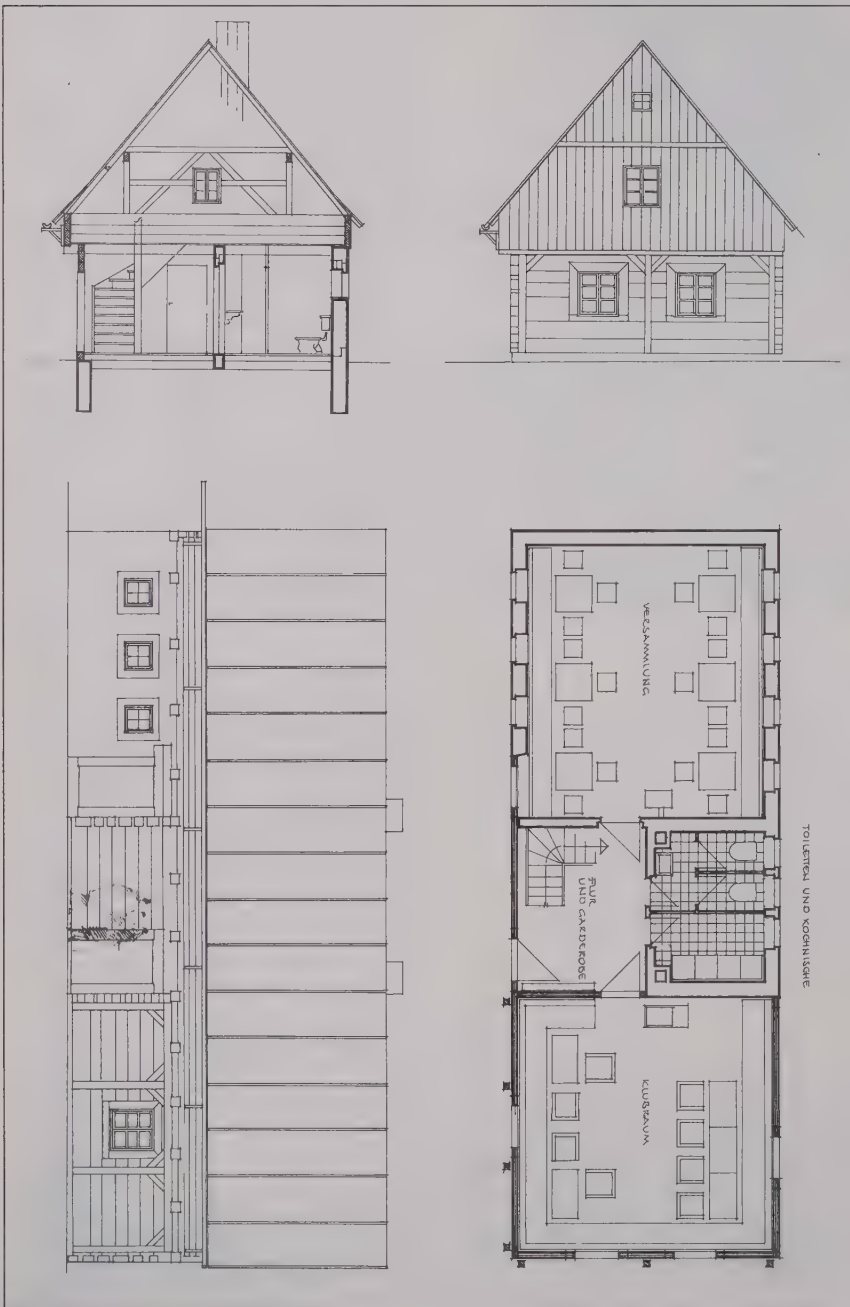 VERSAMMLUNG
TOILETTEN UND KOCHNISCHE
FLUR
UND GARDEROBE
KLUBRAUM